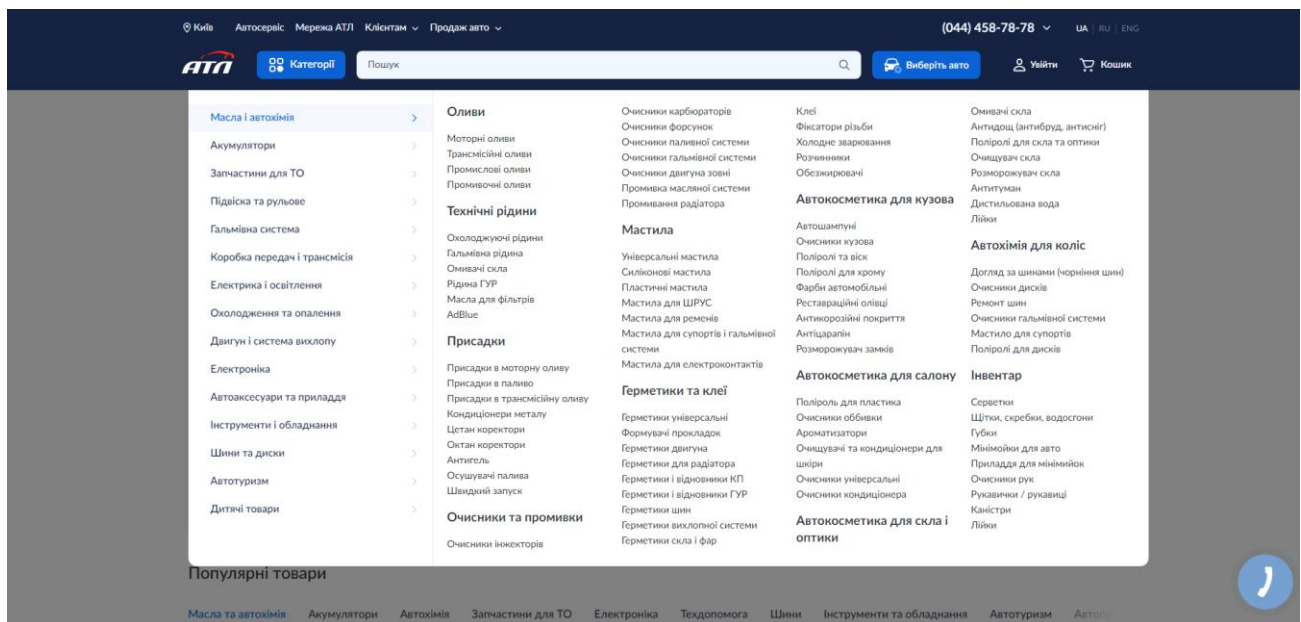 Київ Автосервіс Мережа АТЛ Клієнтам Продаж авто (044) 458-78-78 UA | RU | ENG
АТЛ Категорії Пошук Виберіть авто Увійти Кошик
Масла і автохімія
Акумулятори
Запчастини для ТО
Підвіска та рульове
Гальмівна система
Коробка передач і трансмісія
Електрика і освітлення
Охолодження та опалення
Двигун і система вихлопу
Електроніка
Автоаксесуари та приладдя
Інструменти і обладнання
Шини та диски
Автотуризм
Дитячі товари
Оливи
Моторні оливи
Трансмісійні оливи
Промислові оливи
Промивочні оливи
Технічні рідини
Охолоджуючі рідини
Гальмівна рідина
Омивачі скла
Рідина ГУР
Масла для фільтрів
AdBlue
Присадки
Присадки в моторну оливу
Присадки в паливо
Присадки в трансмісійну оливу
Кондиціонери металу
Цетан коректори
Октан коректори
Антигель
Осушувачі палива
Швидкий запуск
Очисники та промивки
Очисники інжекторів
Очисники карбюраторів
Очисники форсунок
Очисники паливної системи
Очисники гальмівної системи
Очисники двигуна зовні
Промивка масляної системи
Промивання радіатора
Мастила
Універсальні мастила
Силіконові мастила
Пластичні мастила
Мастила для ШРУС
Мастила для ременів
Мастила для супортів і гальмівної
системи
Мастила для електроконтактів
Герметики та клеї
Герметики універсальні
Формувачі прокладок
Герметики двигуна
Герметики для радіатора
Герметики і відновники КП
Герметики і відновники ГУР
Герметики шин
Герметики вихлопної системи
Герметики скла і фар
Клеї
Фіксатори різьби
Холодне зварювання
Розчинники
Обезжирювачі
Автокосметика для кузова
Автошампуні
Очисники кузова
Поліролі та віск
Поліролі для хрому
Фарби автомобільні
Реставраційні олівці
Антикорозійні покриття
Антіцарапін
Розморожувач замків
Автокосметика для салону
Поліроль для пластика
Очисники оббивки
Ароматизатори
Очищувачі та кондиціонери для
шкіри
Очисники універсальні
Очисники кондиціонера
Автокосметика для скла і
оптики
Омивачі скла
Антидощ (антибруд, антисніг)
Поліролі для скла та оптики
Очищувач скла
Розморожувач скла
Антитуман
Дистильована вода
Лійки
Автохімія для коліс
Догляд за шинами (чорніння шин)
Очисники дисків
Ремонт шин
Очисники гальмівної системи
Мастило для супортів
Поліролі для дисків
Інвентар
Серветки
Щітки, скребки, водозгони
Губки
Мінімойки для авто
Приладдя для мінімийок
Очисники рук
Рукавички / рукавиці
Каністри
Лійки
Популярні товари
Масла та автохімія Акумулятори Автохімія Запчастини для ТО Електроніка Техдопомога Шини Інструменти та обладнання Автотуризм